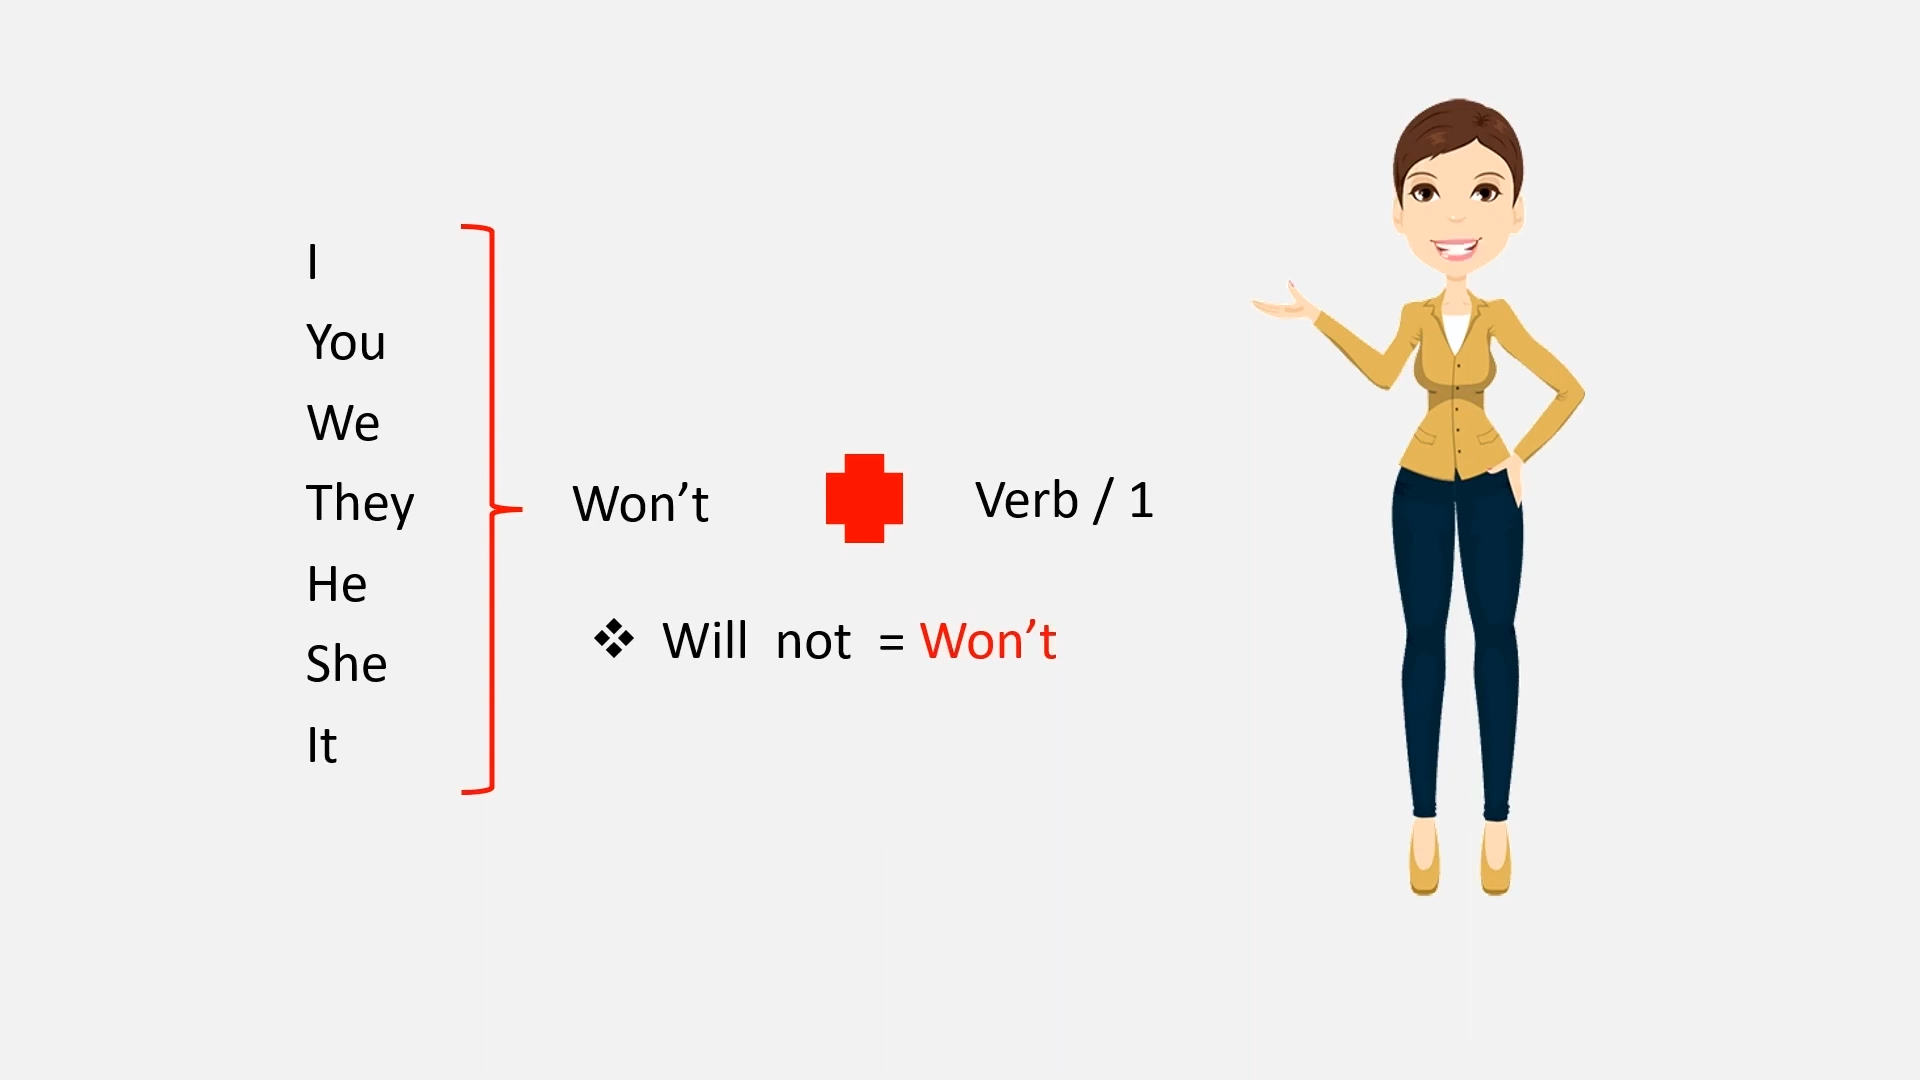 I
You
We
They
He
She
It
Won’t Verb / 1
❖ Will not = Won’t